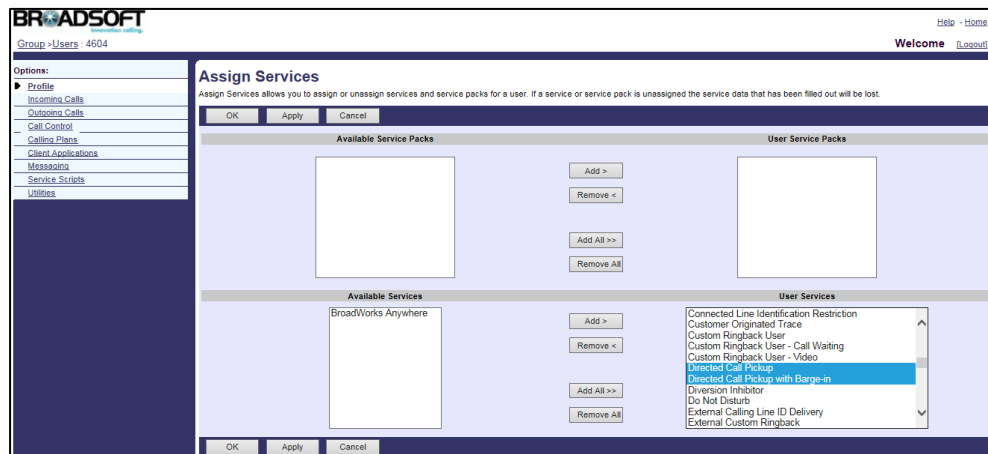 BROADSOFT
Innovation calling.
Help - Home
Group >Users : 4604
Welcome [Logout]
Options:
Profile
Incoming Calls
Outgoing Calls
Call Control
Calling Plans
Client Applications
Messaging
Service Scripts
Utilities
Assign Services
Assign Services allows you to assign or unassign services and service packs for a user. If a service or service pack is unassigned the service data that has been filled out will be lost.
OK Apply Cancel
Available Service Packs User Service Packs
Add >
Remove <
Add All >>
Remove All
Available Services User Services
BroadWorks Anywhere
Add >
Remove <
Add All >>
Remove All
Connected Line Identification Restriction
Customer Originated Trace
Custom Ringback User
Custom Ringback User - Call Waiting
Custom Ringback User - Video
Directed Call Pickup
Directed Call Pickup with Barge-in
Diversion Inhibitor
Do Not Disturb
External Calling Line ID Delivery
External Custom Ringback
OK Apply Cancel